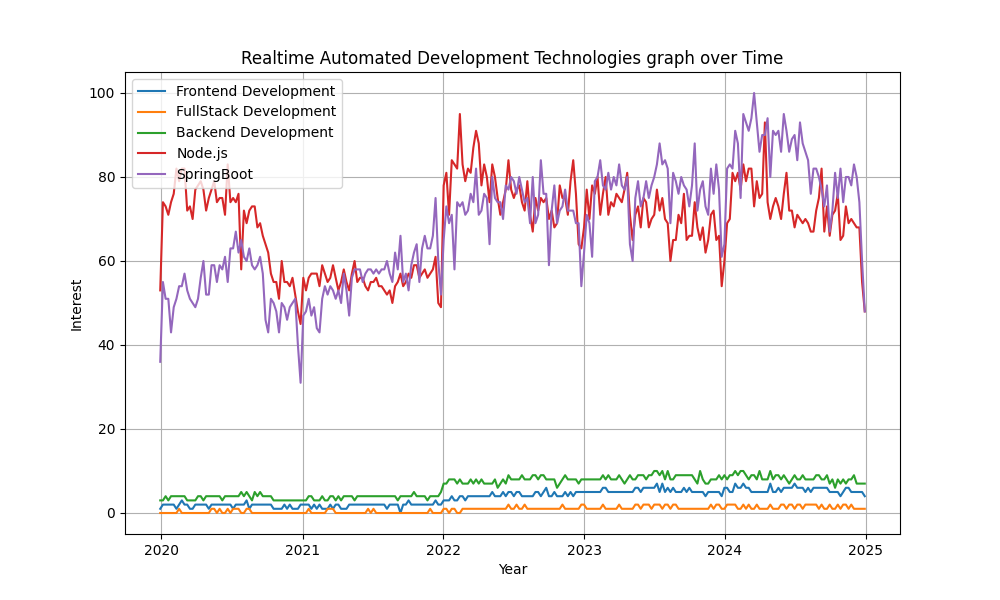 Realtime Automated Development Technologies graph over Time
Frontend Development
FullStack Development
Backend Development
Node.js
SpringBoot
100
80
60
40
20
0
Interest
2020
2021
2022
2023
2024
2025
Year